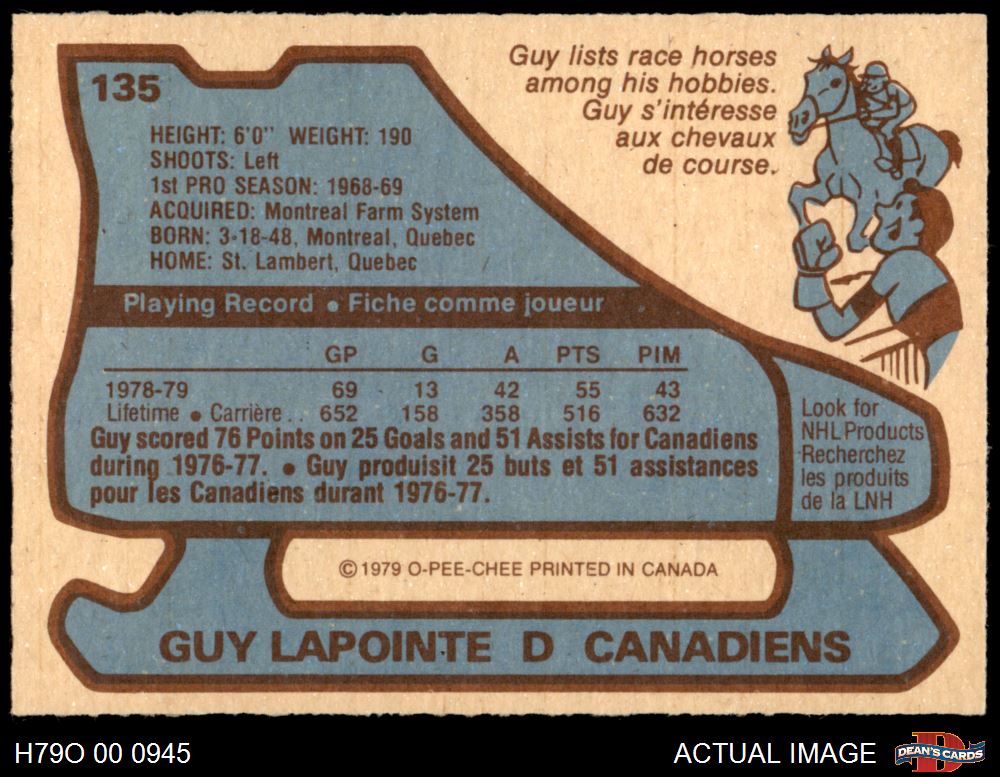 135
Guy lists race horses
among his hobbies.
Guy s'intéresse
aux chevaux
de course.
HEIGHT: 6'0" WEIGHT: 190
SHOOTS: Left
1st PRO SEASON: 1968-69
ACQUIRED: Montreal Farm System
BORN: 3-18-48, Montreal, Quebec
HOME: St. Lambert, Quebec
Playing Record • Fiche comme joueur
GP G A PTS PIM
1978-79 69 13 42 55 43
Lifetime • Carrière . . 652 158 358 516 632
Guy scored 76 Points on 25 Goals and 51 Assists for Canadiens
during 1976-77. • Guy produisit 25 buts et 51 assistances
pour les Canadiens durant 1976-77.
Look for
NHL Products
Recherchez
les produits
de la LNH
© 1979 O-PEE-CHEE PRINTED IN CANADA
GUY LAPOINTE D CANADIENS
H79O 00 0945
ACTUAL IMAGE
D
DEAN'S CARDS